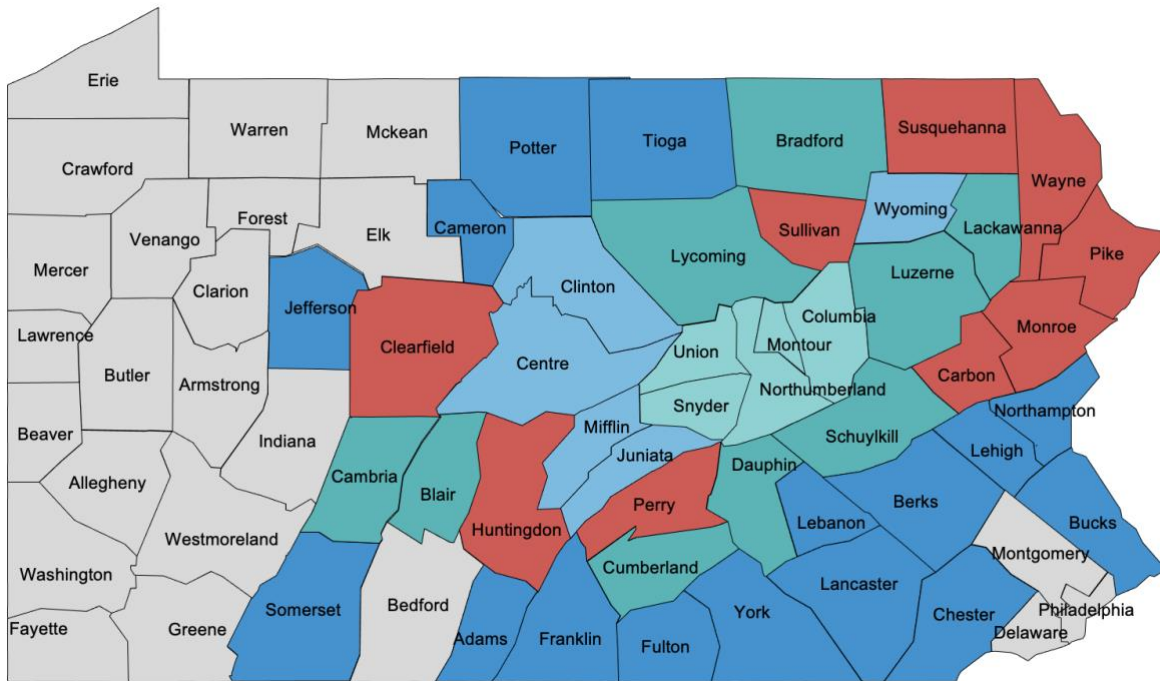 Erie
Warren
Mckean
Potter
Tioga
Bradford
Susquehanna
Crawford
Wayne
Forest
Wyoming
Cameron
Venango
Elk
Sullivan
Lackawanna
Lycoming
Pike
Mercer
Luzerne
Clarion
Clinton
Jefferson
Columbia
Monroe
Lawrence
Clearfield
Union
Montour
Centre
Carbon
Butler
Armstrong
Northumberland
Snyder
Northampton
Mifflin
Beaver
Indiana
Schuylkill
Lehigh
Juniata
Dauphin
Cambria
Allegheny
Blair
Berks
Perry
Lebanon
Bucks
Huntingdon
Westmoreland
Montgomery
Cumberland
Washington
Lancaster
Bedford
Somerset
York
Chester
Philadelphia
Fayette
Greene
Adams
Franklin
Fulton
Delaware